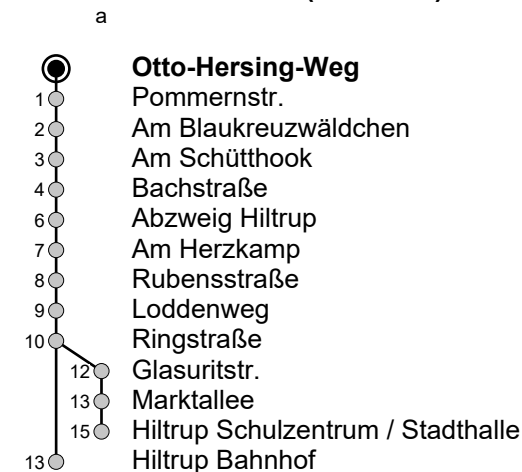 a
Otto-Hersing-Weg
1 Pommernstr.
2 Am Blaukreuzwäldchen
3 Am Schütthook
4 Bachstraße
6 Abzweig Hiltrup
7 Am Herzkamp
8 Rubensstraße
9 Loddenweg
10 Ringstraße
12 Glasuritstr.
13 Marktallee
15 Hiltrup Schulzentrum / Stadthalle
13 Hiltrup Bahnhof